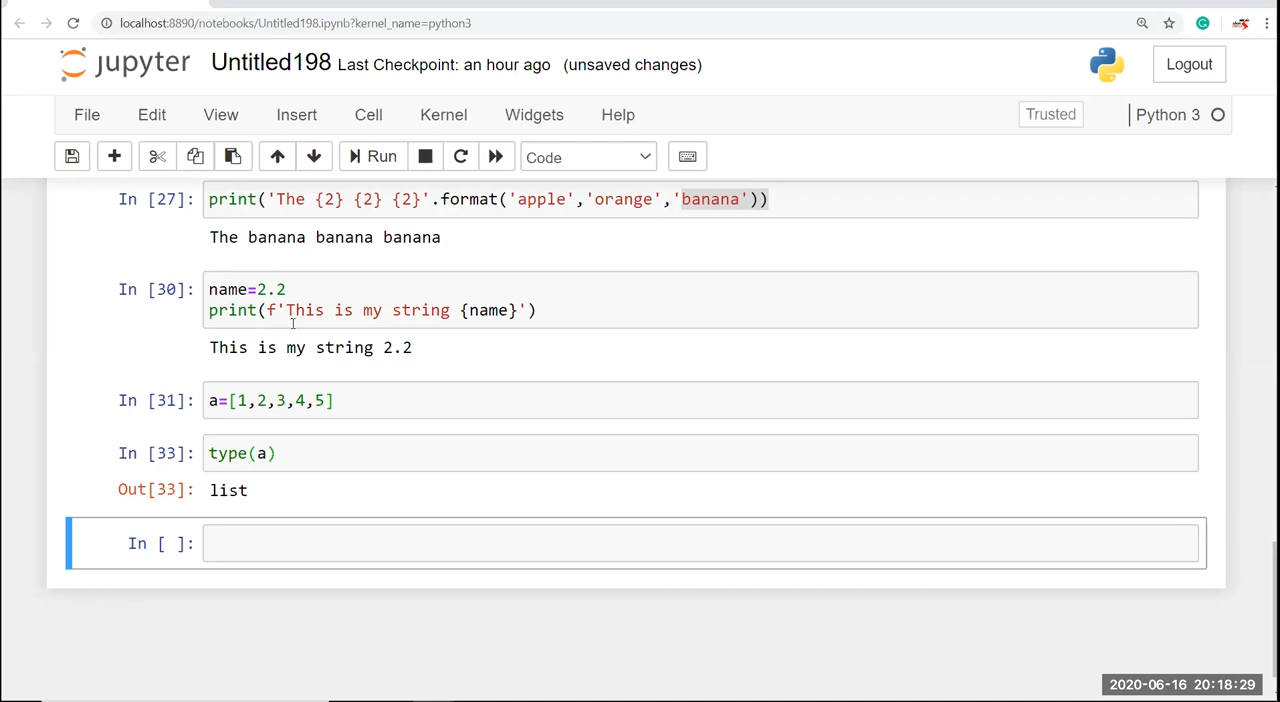 localhost:8890/notebooks/Untitled198.ipynb?kernel_name=python3
jupyter Untitled198 Last Checkpoint: an hour ago (unsaved changes) Logout
File Edit View Insert Cell Kernel Widgets Help Trusted Python 3
Run Code
In [27]: print('The {2} {2} {2}'.format('apple','orange','banana'))
The banana banana banana
In [30]: name=2.2
print(f'This is my string {name}')
This is my string 2.2
In [31]: a=[1,2,3,4,5]
In [33]: type(a)
Out[33]: list
In [ ]:
2020-06-16 20:18:29